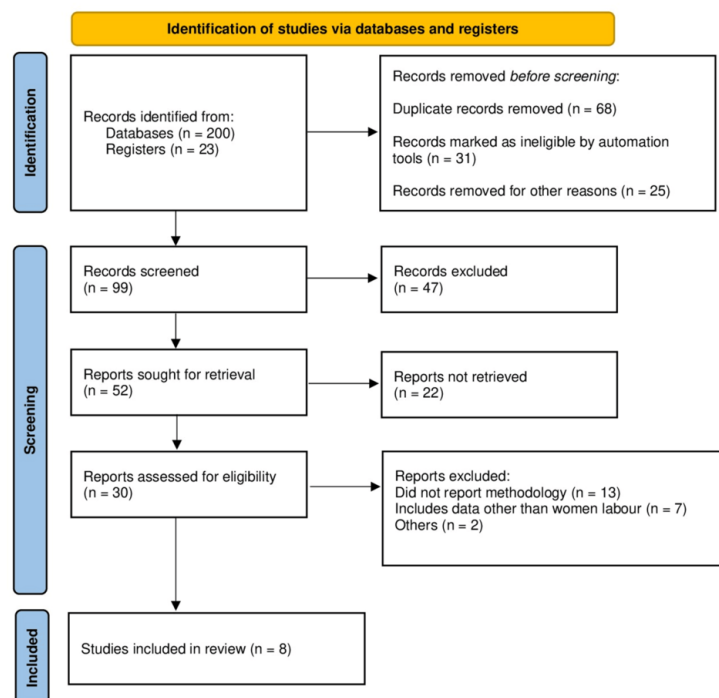 Identification of studies via databases and registers
Identification
Records identified from:
Databases (n = 200)
Registers (n = 23)
Records removed before screening:
Duplicate records removed (n = 68)
Records marked as ineligible by automation
tools (n = 31)
Records removed for other reasons (n = 25)
Screening
Records screened
(n = 99)
Records excluded
(n = 47)
Reports sought for retrieval
(n = 52)
Reports not retrieved
(n = 22)
Reports assessed for eligibility
(n = 30)
Reports excluded:
Did not report methodology (n = 13)
Includes data other than women labour (n = 7)
Others (n = 2)
Included
Studies included in review (n = 8)